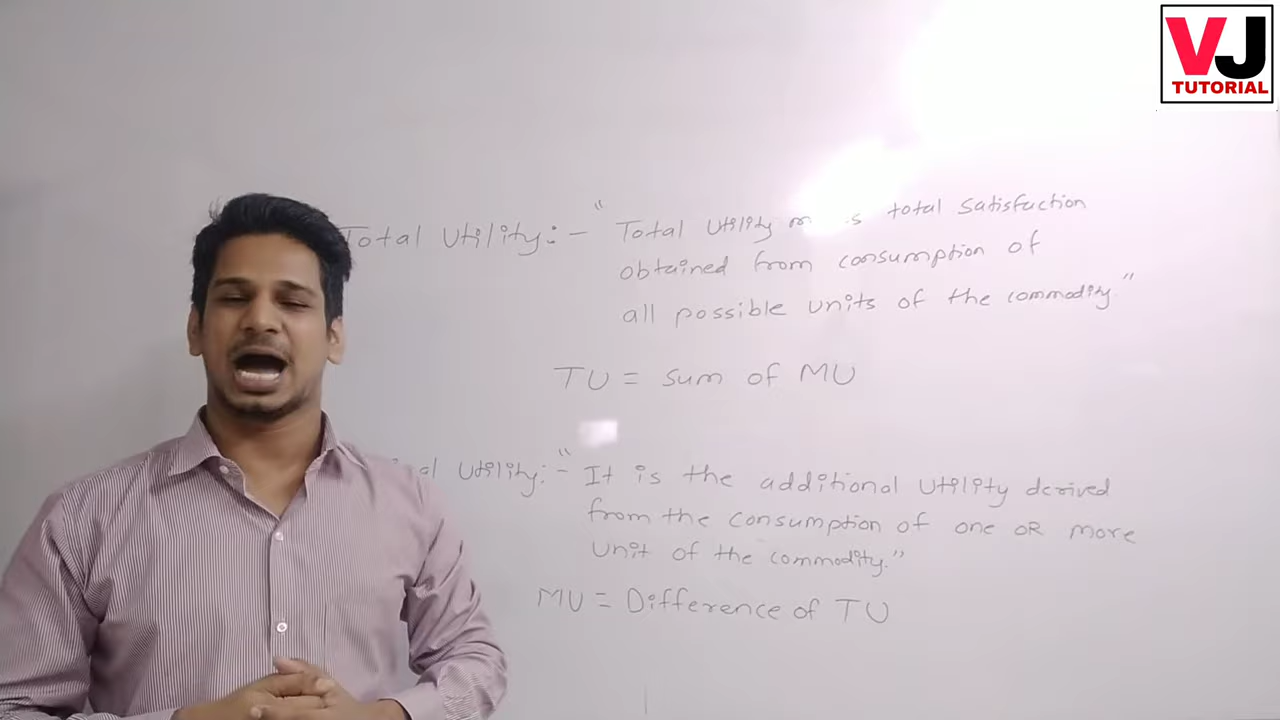 VJ
TUTORIAL
Total Utility:- "Total Utility is total satisfaction
obtained from consumption of
all possible units of the commodity"
TU = Sum of MU
Utility:- "It is the additional Utility derived
from the consumption of one OR more
Unit of the commodity."
MU = Difference of TU